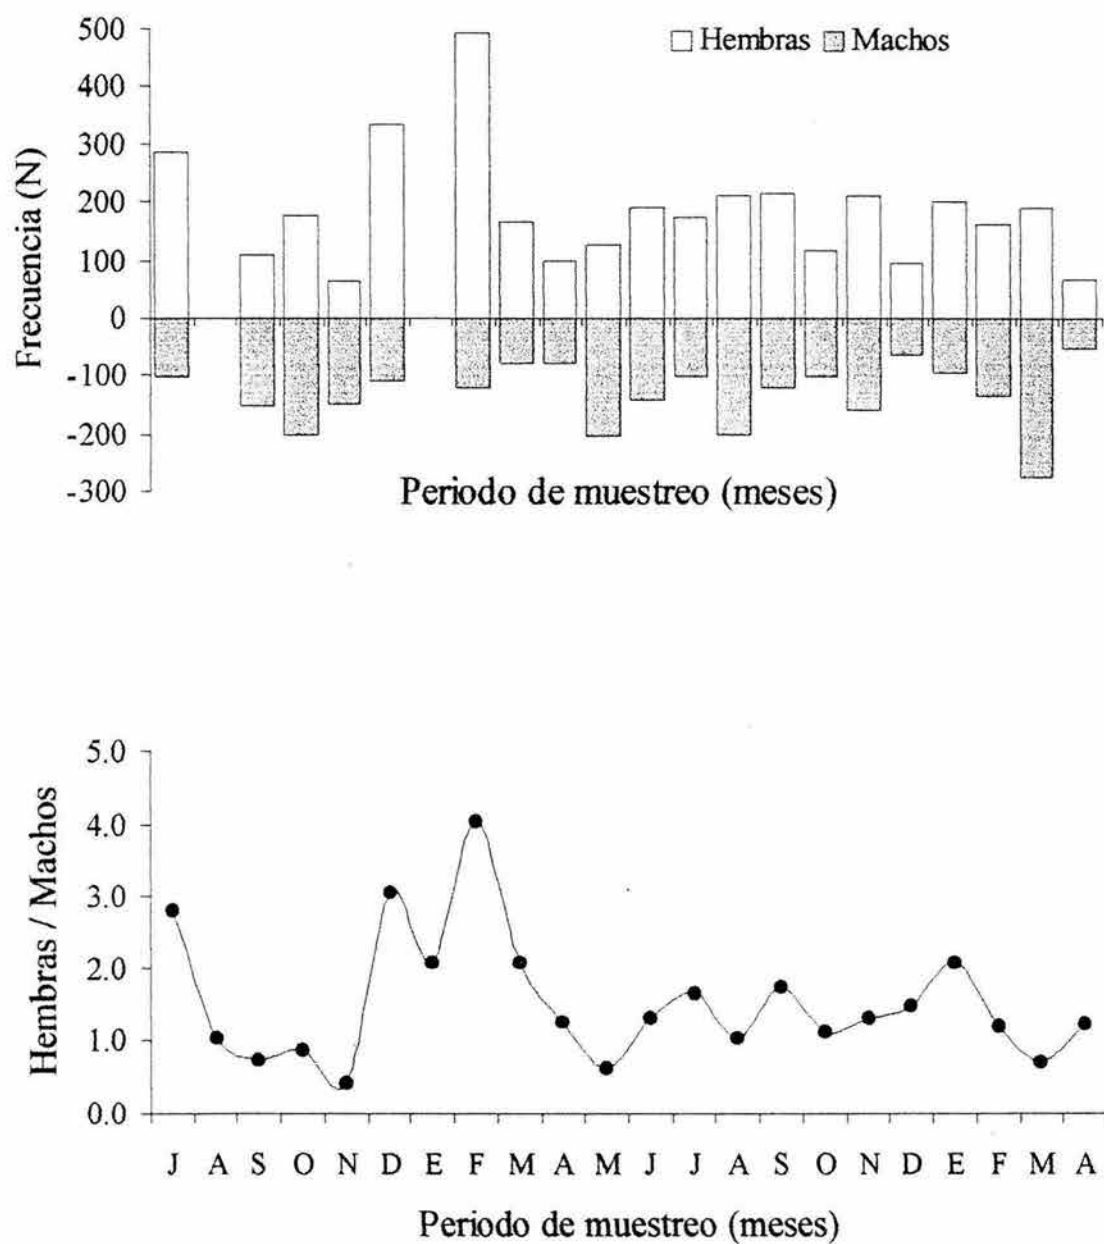 500
400
300
200
100
0
-100
-200
-300
Frecuencia (N)
Hembras Machos
Periodo de muestreo (meses)
5.0
4.0
3.0
2.0
1.0
0.0
Hembras / Machos
J A S O N D E F M A M J J A S O N D E F M A
Periodo de muestreo (meses)